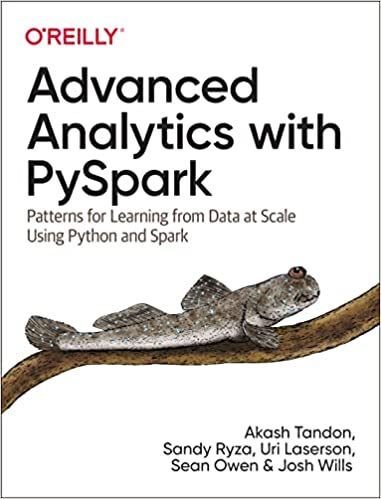 O'REILLY®
Advanced
Analytics with
PySpark
Patterns for Learning from Data at Scale
Using Python and Spark
Akash Tandon,
Sandy Ryza, Uri Laserson,
Sean Owen & Josh Wills